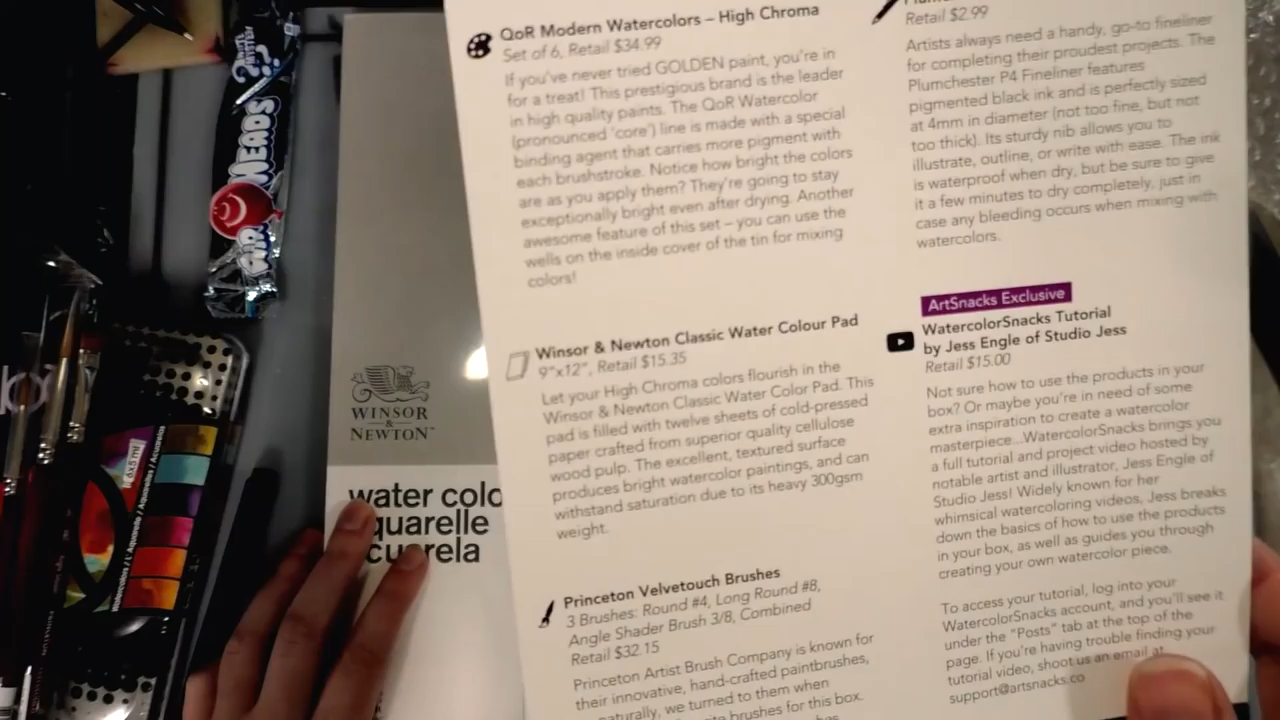 QoR Modern Watercolors – High Chroma
Set of 6, Retail $34.99
If you've never tried GOLDEN paint, you're in
for a treat! This prestigious brand is the leader
in high quality paints. The QoR Watercolor
(pronounced 'core') line is made with a special
binding agent that carries more pigment with
each brushstroke. Notice how bright the colors
are as you apply them? They're going to stay
exceptionally bright even after drying. Another
awesome feature of this set – you can use the
wells on the inside cover of the tin for mixing
colors!
Winsor & Newton Classic Water Colour Pad
9"x12", Retail $15.35
Let your High Chroma colors flourish in the
Winsor & Newton Classic Water Color Pad. This
pad is filled with twelve sheets of cold-pressed
paper crafted from superior quality cellulose
wood pulp. The excellent, textured surface
produces bright watercolor paintings, and can
withstand saturation due to its heavy 300gsm
weight.
Princeton Velvetouch Brushes
3 Brushes: Round #4, Long Round #8,
Angle Shader Brush 3/8, Combined
Retail $32.15
Princeton Artist Brush Company is known for
their innovative, hand-crafted paintbrushes,
naturally, we turned to them when
brushes for this box.
Retail $2.99
Artists always need a handy, go-to fineliner
for completing their proudest projects. The
Plumchester P4 Fineliner features
pigmented black ink and is perfectly sized
at 4mm in diameter (not too fine, but not
too thick). Its sturdy nib allows you to
illustrate, outline, or write with ease. The ink
is waterproof when dry, but be sure to give
it a few minutes to dry completely, just in
case any bleeding occurs when mixing with
watercolors.
ArtSnacks Exclusive
WatercolorSnacks Tutorial
by Jess Engle of Studio Jess
Retail $15.00
Not sure how to use the products in your
box? Or maybe you're in need of some
extra inspiration to create a watercolor
masterpiece...WatercolorSnacks brings you
a full tutorial and project video hosted by
notable artist and illustrator, Jess Engle of
Studio Jess! Widely known for her
whimsical watercoloring videos, Jess breaks
down the basics of how to use the products
in your box, as well as guides you through
creating your own watercolor piece.
To access your tutorial, log into your
WatercolorSnacks account, and you'll see it
under the "Posts" tab at the top of the
page. If you're having trouble finding your
tutorial video, shoot us an email at
support@artsnacks.co
WINSOR
&
NEWTON™
water colo
quarelle
cuarela
AIRHEADS
WHITE
MYSTERY
6x5 ml
Watercolors / L'Aquarelles / Acuarelas